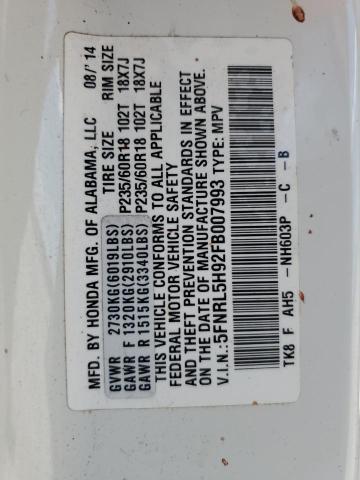 MFD. BY HONDA MFG. OF ALABAMA, LLC 08/'14
TIRE SIZE RIM SIZE
GVWR 2730KG(6019LBS)
GAWR F 1320KG(2910LBS) P235/60R18 102T 18X7J
GAWR R 1515KG(3340LBS) P235/60R18 102T 18X7J
THIS VEHICLE CONFORMS TO ALL APPLICABLE
FEDERAL MOTOR VEHICLE SAFETY
AND THEFT PREVENTION STANDARDS IN EFFECT
ON THE DATE OF MANUFACTURE SHOWN ABOVE.
V.I.N.: 5FNRL5H92FB007993 TYPE: MPV
TK8 F AH5 -NH603P -C -B